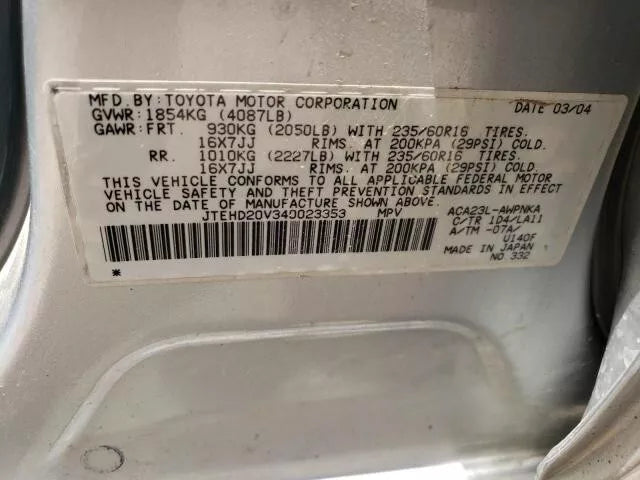 MFD.BY:TOYOTA MOTOR CORPORATION DATE 03/04
GVWR:1854KG (4087LB)
GAWR:FRT. 930KG (2050LB) WITH 235/60R16 TIRES.
16X7JJ RIMS. AT 200KPA (29PSI) COLD.
RR. 1010KG (2227LB) WITH 235/60R16 TIRES.
16X7JJ RIMS. AT 200KPA (29PSI) COLD.
THIS VEHICLE CONFORMS TO ALL APPLICABLE FEDERAL MOTOR
VEHICLE SAFETY AND THEFT PREVENTION STANDARDS IN EFFECT
ON THE DATE OF MANUFACTURE SHOWN ABOVE.
JTEHD20V340023353 MPV
ACA23L-AWPNKA
C/TR 1D4/LA11
A/TM -07A/
U140F
MADE IN JAPAN
NO 332
*